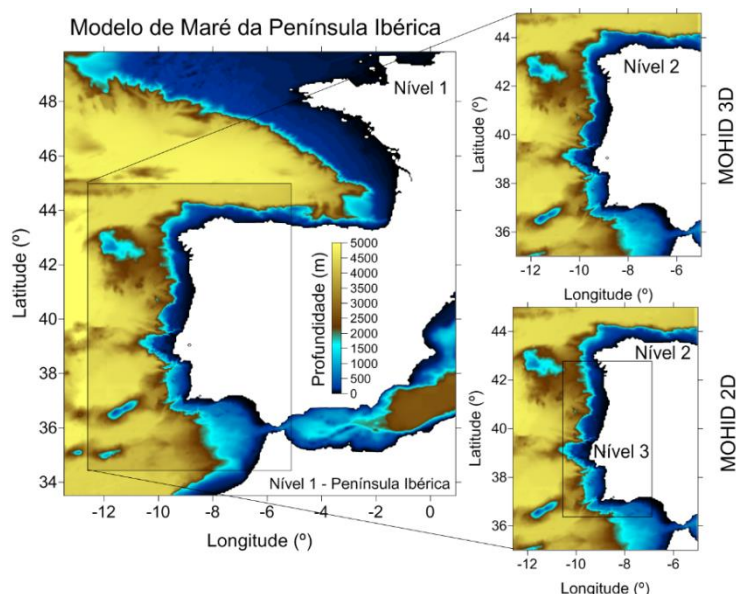 Modelo de Maré da Península Ibérica
Nível 1
48
46
44
42
40
38
36
34
Latitude (º)
Profundidade (m)
5000
4500
4000
3500
3000
2500
2000
1500
1000
500
0
Nível 1 - Península Ibérica
-12 -10 -8 -6 -4 -2 0
Longitude (º)
44
42
40
38
36
Latitude (º)
Nível 2
MOHID 3D
-12 -10 -8 -6
Longitude (º)
44
42
40
38
36
Latitude (º)
Nível 2
Nível 3
MOHID 2D
-12 -10 -8 -6
Longitude (º)